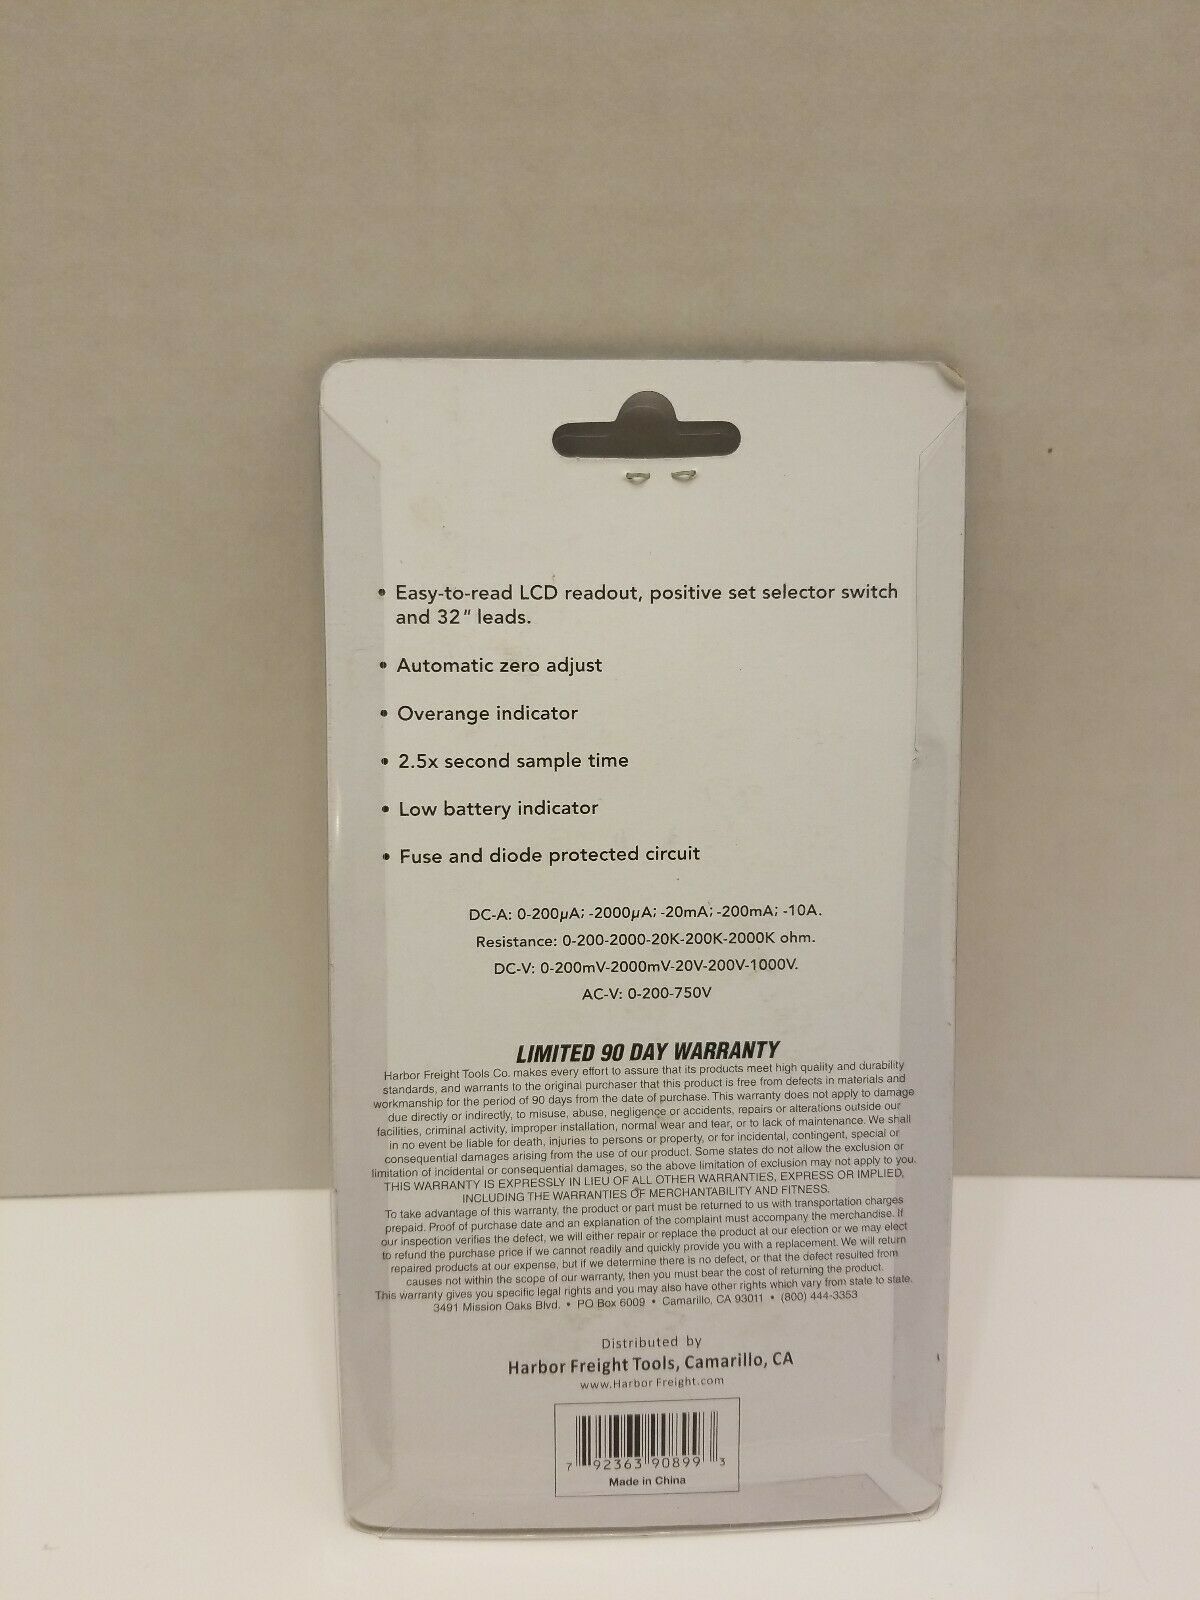 • Easy-to-read LCD readout, positive set selector switch
and 32" leads.
• Automatic zero adjust
• Overange indicator
• 2.5x second sample time
• Low battery indicator
• Fuse and diode protected circuit
DC-A: 0-200µA; -2000µA; -20mA; -200mA; -10A.
Resistance: 0-200-2000-20K-200K-2000K ohm.
DC-V: 0-200mV-2000mV-20V-200V-1000V.
AC-V: 0-200-750V
LIMITED 90 DAY WARRANTY
Harbor Freight Tools Co. makes every effort to assure that its products meet high quality and durability
standards, and warrants to the original purchaser that this product is free from defects in materials and
workmanship for the period of 90 days from the date of purchase. This warranty does not apply to damage
due directly or indirectly, to misuse, abuse, negligence or accidents, repairs or alterations outside our
facilities, criminal activity, improper installation, normal wear and tear, or to lack of maintenance. We shall
in no event be liable for death, injuries to persons or property, or for incidental, contingent, special or
consequential damages arising from the use of our product. Some states do not allow the exclusion or
limitation of incidental or consequential damages, so the above limitation of exclusion may not apply to you.
THIS WARRANTY IS EXPRESSLY IN LIEU OF ALL OTHER WARRANTIES, EXPRESS OR IMPLIED,
INCLUDING THE WARRANTIES OF MERCHANTABILITY AND FITNESS.
To take advantage of this warranty, the product or part must be returned to us with transportation charges
prepaid. Proof of purchase date and an explanation of the complaint must accompany the merchandise. If
our inspection verifies the defect, we will either repair or replace the product at our election or we may elect
to refund the purchase price if we cannot readily and quickly provide you with a replacement. We will return
repaired products at our expense, but if we determine there is no defect, or that the defect resulted from
causes not within the scope of our warranty, then you must bear the cost of returning the product.
This warranty gives you specific legal rights and you may also have other rights which vary from state to state.
3491 Mission Oaks Blvd. • PO Box 6009 • Camarillo, CA 93011 • (800) 444-3353
Distributed by
Harbor Freight Tools, Camarillo, CA
www.HarborFreight.com
7 92363 90899 3
Made in China